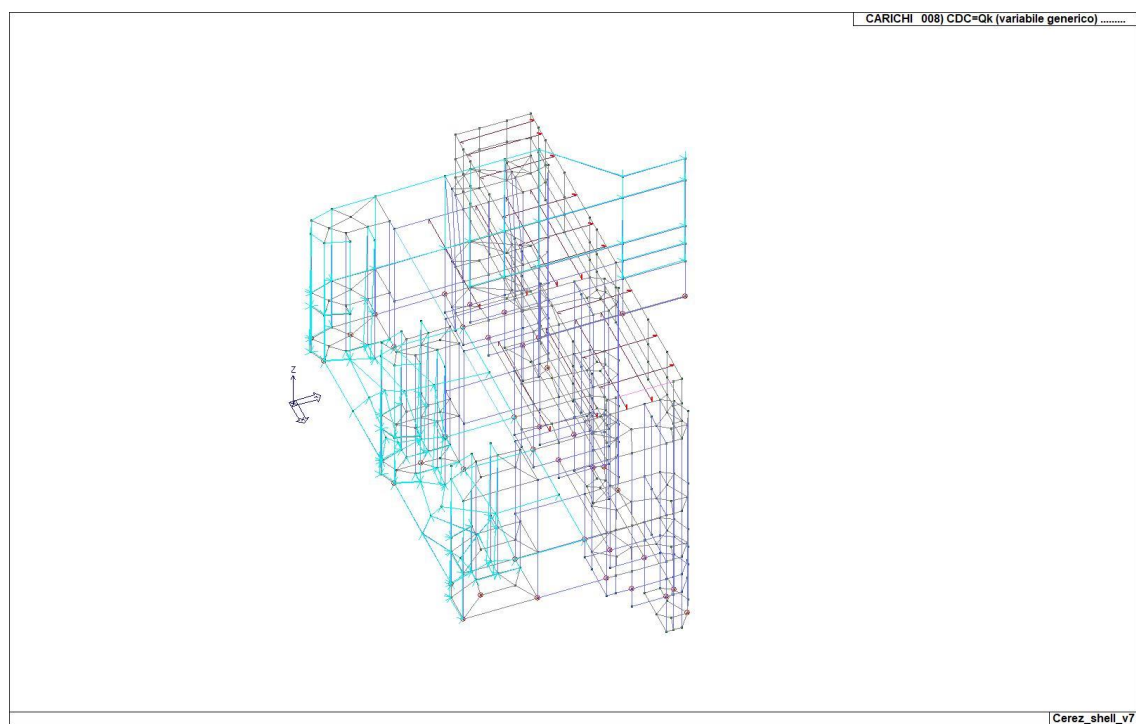 CARICHI 008) CDC=Qk (variabile generico) .........
Z
Cerez_shell_v7